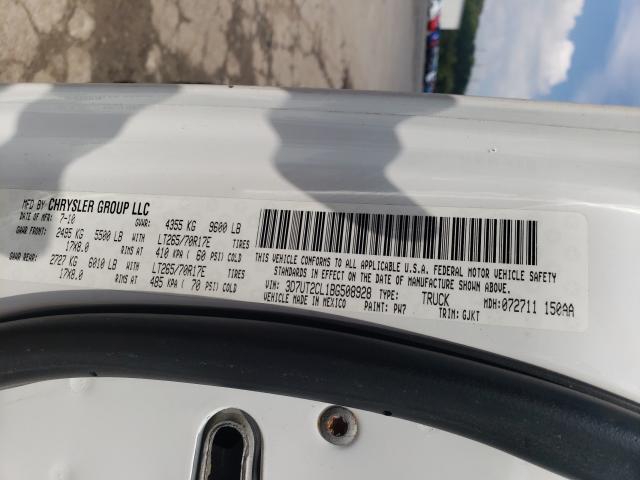 MFD BY CHRYSLER GROUP LLC
DATE OF MFR: 7-10 GVWR: 4355 KG 9600 LB
GAWR FRONT: 2485 KG 5500 LB WITH LT265/70R17E TIRES
17X8.0 RIMS AT 410 KPA ( 60 PSI) COLD
GAWR REAR: 2727 KG 6010 LB WITH LT265/70R17E TIRES
17X8.0 RIMS AT 485 KPA ( 70 PSI) COLD
THIS VEHICLE CONFORMS TO ALL APPLICABLE U.S.A. FEDERAL MOTOR VEHICLE SAFETY
STANDARDS IN EFFECT ON THE DATE OF MANUFACTURE SHOWN ABOVE.
VIN: 3D7UT2CL1BG508928 TYPE: TRUCK MDH: 072711 150AA
VEHICLE MADE IN MEXICO PAINT: PW7 TRIM: GJKT